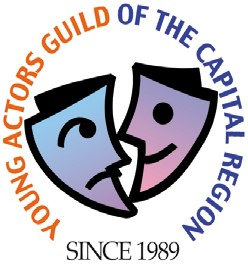 YOUNG ACTORS GUILD OF THE CAPITAL REGION
SINCE 1989